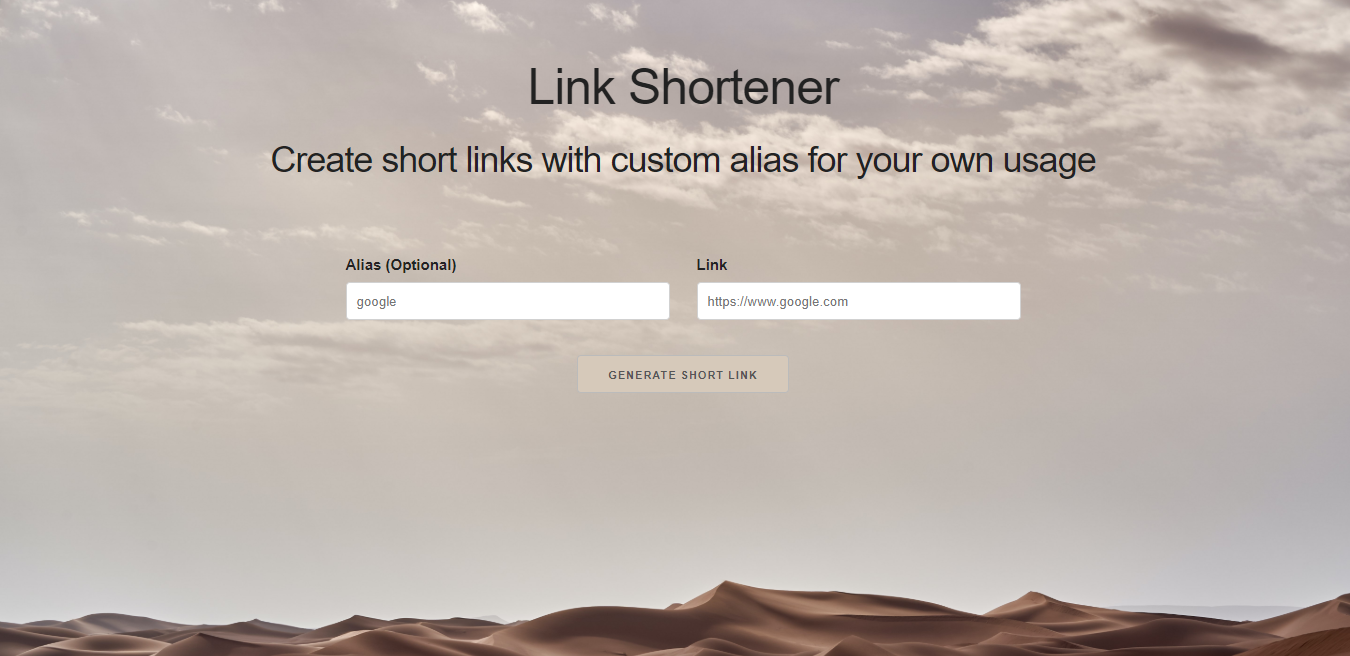 Link Shortener
Create short links with custom alias for your own usage
Alias (Optional)
Link
google
https://www.google.com
GENERATE SHORT LINK